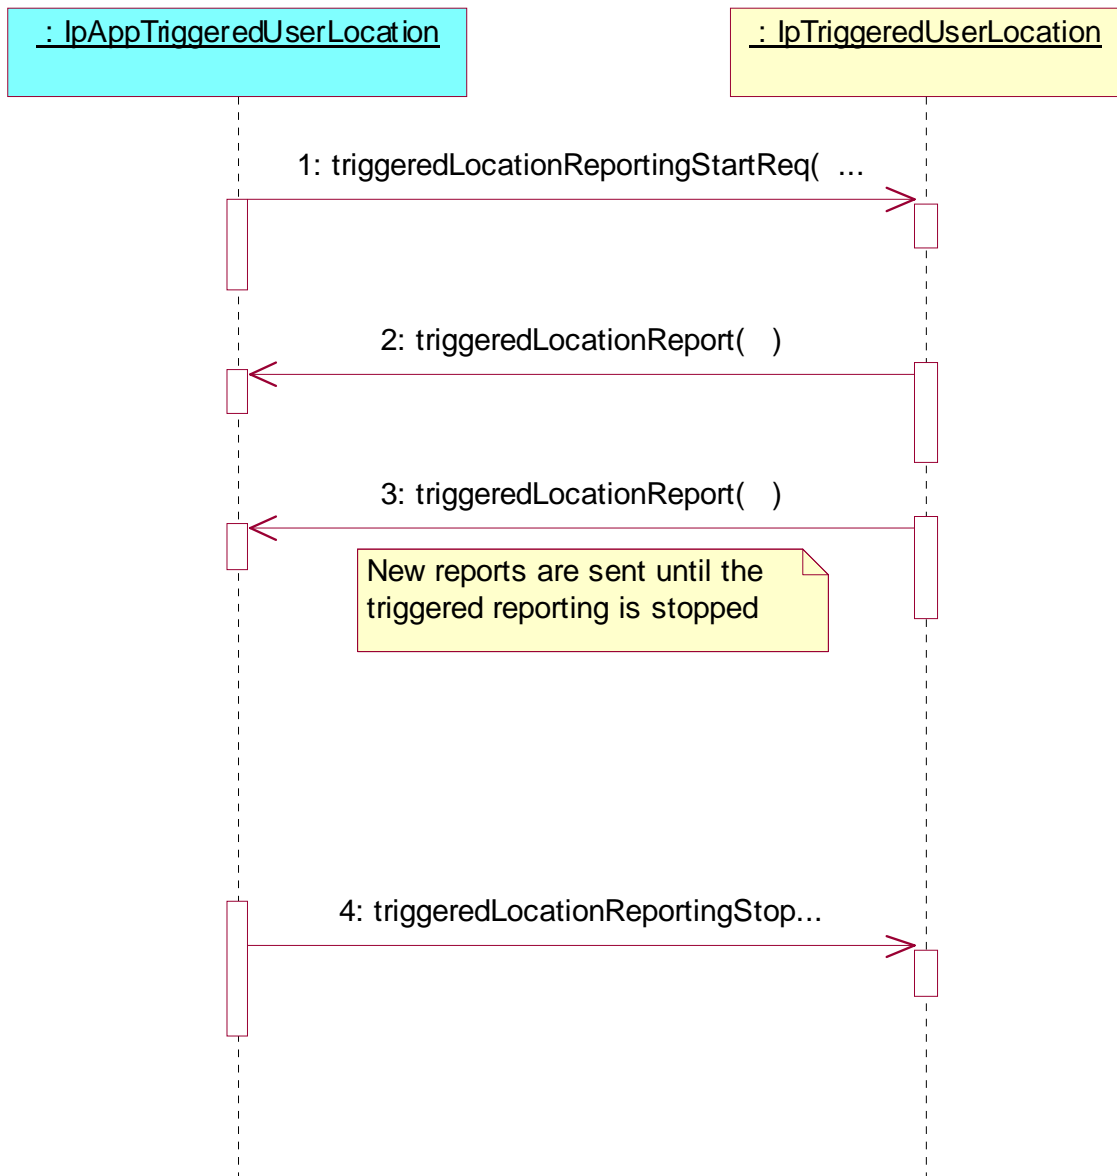 : IpAppTriggeredUserLocation
: IpTriggeredUserLocation
1: triggeredLocationReportingStartReq( ...
2: triggeredLocationReport( )
3: triggeredLocationReport( )
New reports are sent until the
triggered reporting is stopped
4: triggeredLocationReportingStop...